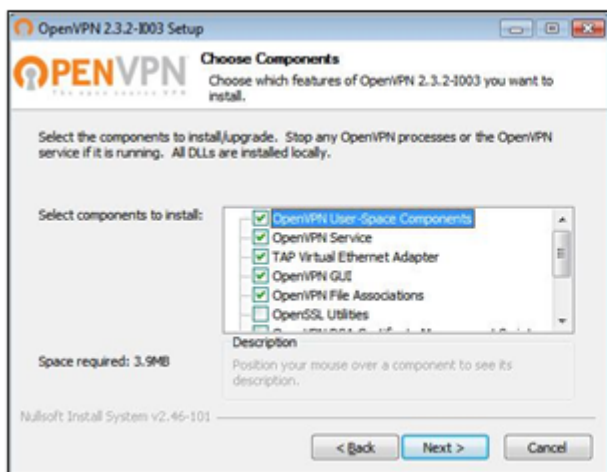 OpenVPN 2.3.2-I003 Setup
OPENVPN
The open source VPN
Choose Components
Choose which features of OpenVPN 2.3.2-I003 you want to
install.
Select the components to install/upgrade. Stop any OpenVPN processes or the OpenVPN
service if it is running. All DLLs are installed locally.
Select components to install:
OpenVPN User-Space Components
OpenVPN Service
TAP Virtual Ethernet Adapter
OpenVPN GUI
OpenVPN File Associations
OpenSSL Utilities
Space required: 3.9MB
Description
Position your mouse over a component to see its
description.
Nullsoft Install System v2.46-101
< Back
Next >
Cancel